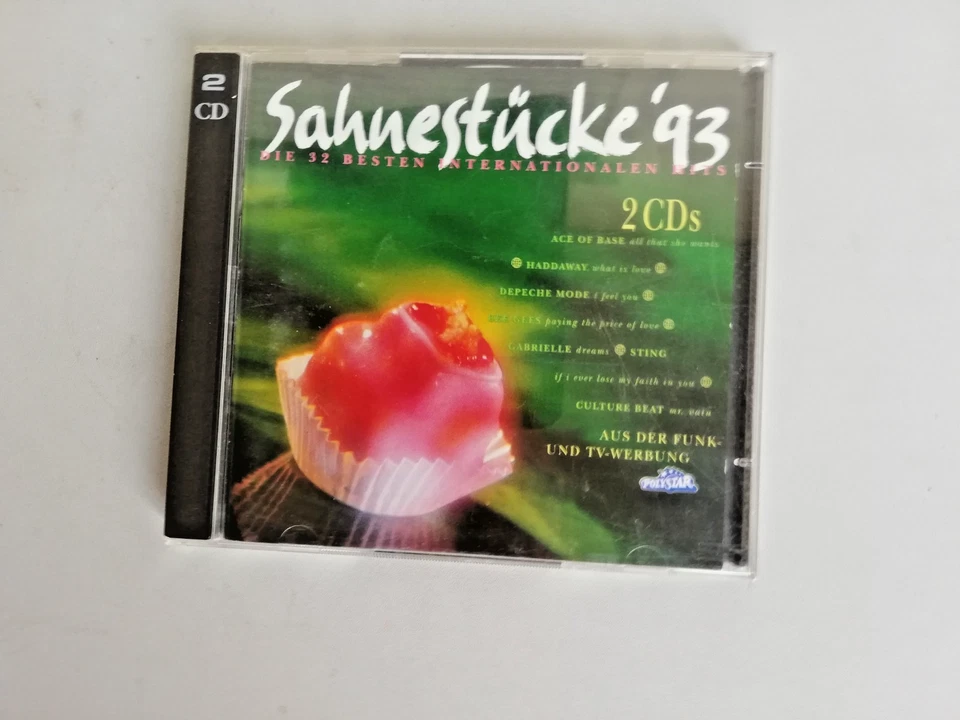 2
CD
Sahnestücke '93
DIE 32 BESTEN INTERNATIONALEN HITS
2 CDs
ACE OF BASE all that she wants
HADDAWAY what is love
DEPECHE MODE i feel you
BEE GEES paying the price of love
GABRIELLE dreams STING
if i ever lose my faith in you
CULTURE BEAT mr. vain
AUS DER FUNK-
UND TV-WERBUNG
POLYSTAR